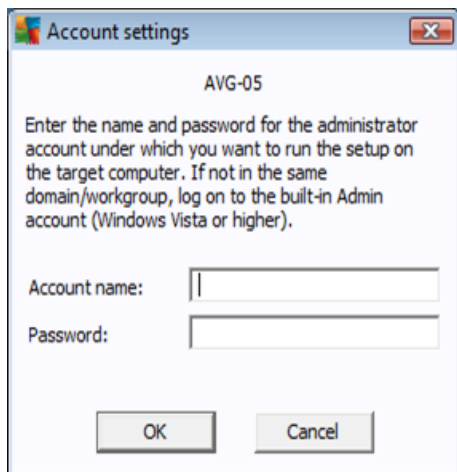 Account settings
AVG-05
Enter the name and password for the administrator
account under which you want to run the setup on
the target computer. If not in the same
domain/workgroup, log on to the built-in Admin
account (Windows Vista or higher).
Account name:
Password:
OK Cancel